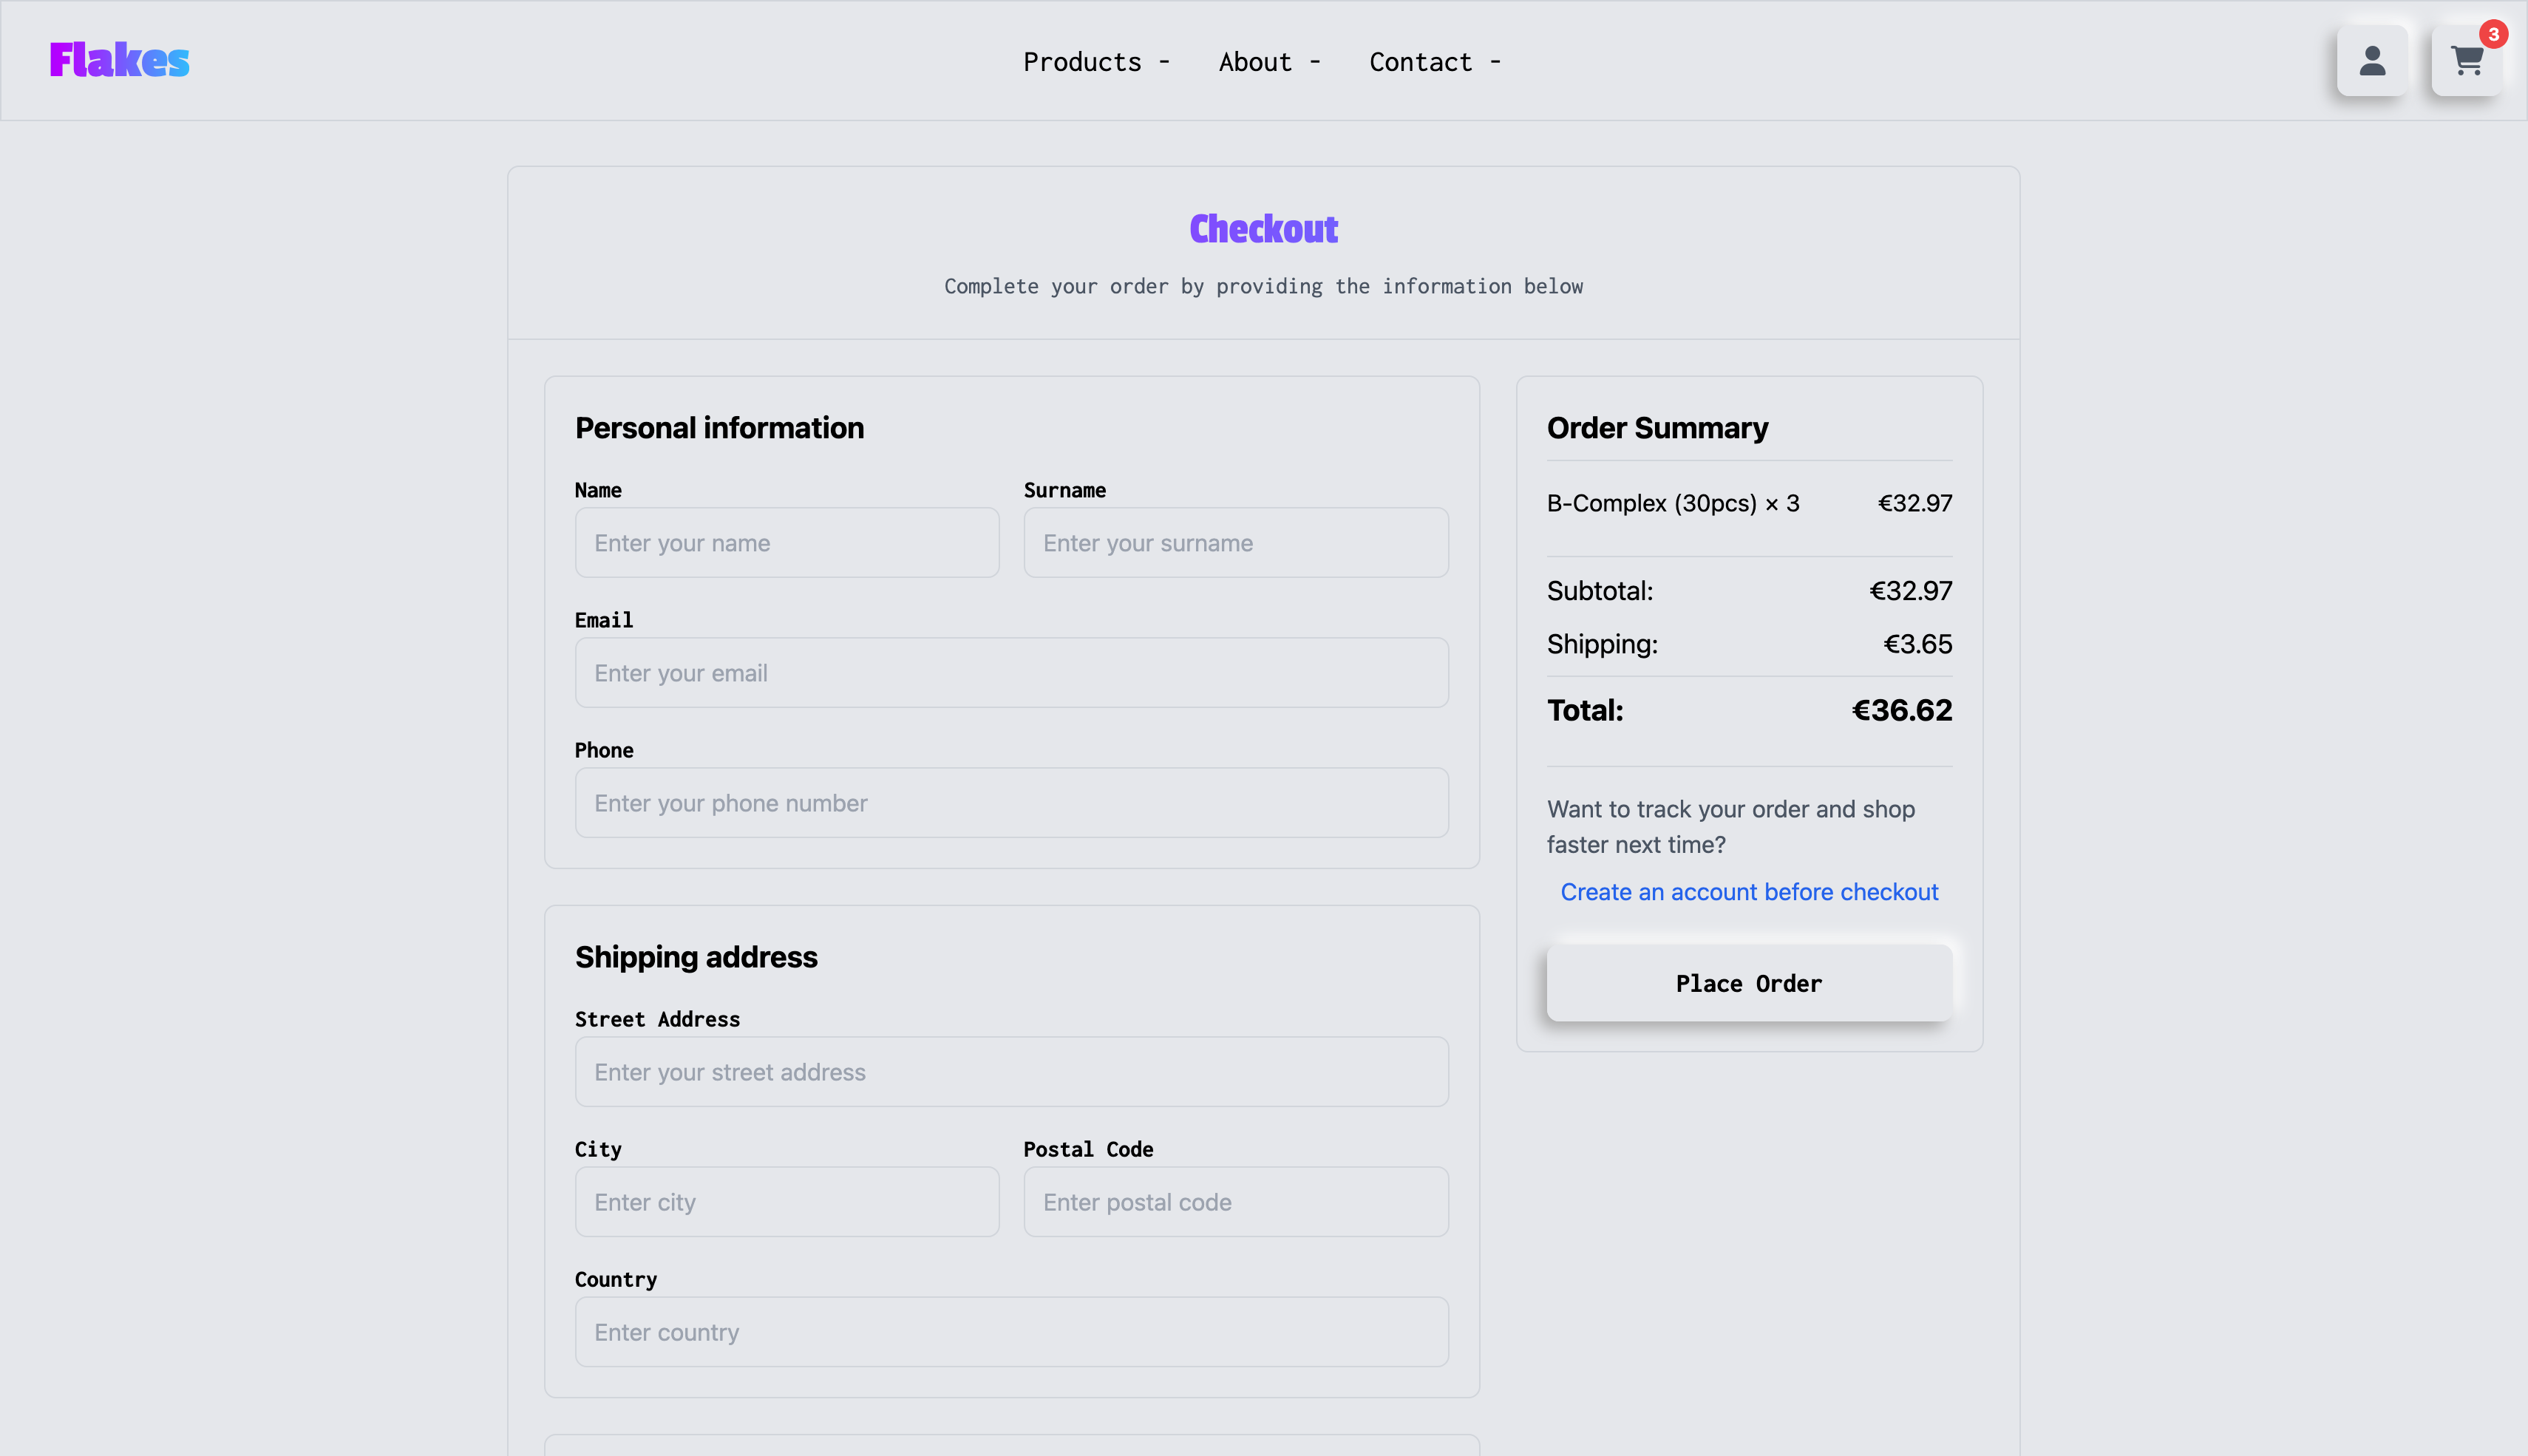 Flakes
Products -
About -
Contact -
3
Checkout
Complete your order by providing the information below
Personal information
Name
Surname
Enter your name
Enter your surname
Email
Enter your email
Phone
Enter your phone number
Shipping address
Street Address
Enter your street address
City
Postal Code
Enter city
Enter postal code
Country
Enter country
Order Summary
B-Complex (30pcs) × 3 €32.97
Subtotal: €32.97
Shipping: €3.65
Total: €36.62
Want to track your order and shop
faster next time?
Create an account before checkout
Place Order